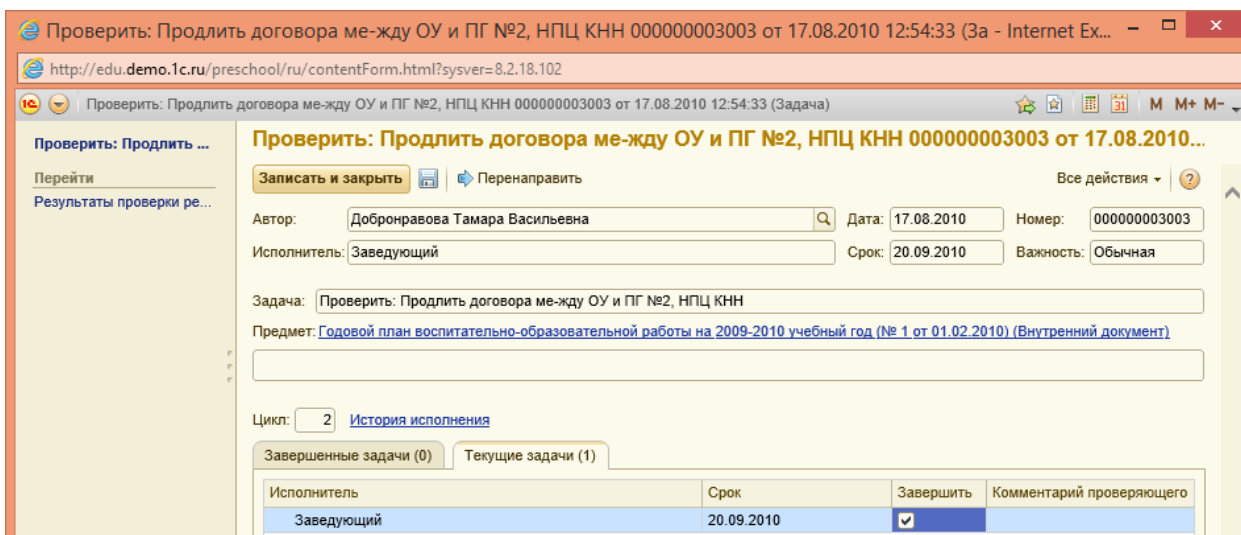 Проверить: Продлить договора ме-жду ОУ и ПГ №2, НПЦ КНН 000000003003 от 17.08.2010 12:54:33 (За - Internet Ex...
http://edu.demo.1c.ru/preschool/ru/contentForm.html?sysver=8.2.18.102
Проверить: Продлить договора ме-жду ОУ и ПГ №2, НПЦ КНН 000000003003 от 17.08.2010 12:54:33 (Задача) 31 M M+ M-
Проверить: Продлить ...
Перейти
Результаты проверки ре...
Проверить: Продлить договора ме-жду ОУ и ПГ №2, НПЦ КНН 000000003003 от 17.08.2010...
Записать и закрыть Перенаправить Все действия ?
Автор: Добронравова Тамара Васильевна Дата: 17.08.2010 Номер: 000000003003
Исполнитель: Заведующий Срок: 20.09.2010 Важность: Обычная
Задача: Проверить: Продлить договора ме-жду ОУ и ПГ №2, НПЦ КНН
Предмет: Годовой план воспитательно-образовательной работы на 2009-2010 учебный год (№ 1 от 01.02.2010) (Внутренний документ)
Цикл: 2 История исполнения
Завершенные задачи (0) Текущие задачи (1)
Исполнитель Срок Завершить Комментарий проверяющего
Заведующий 20.09.2010